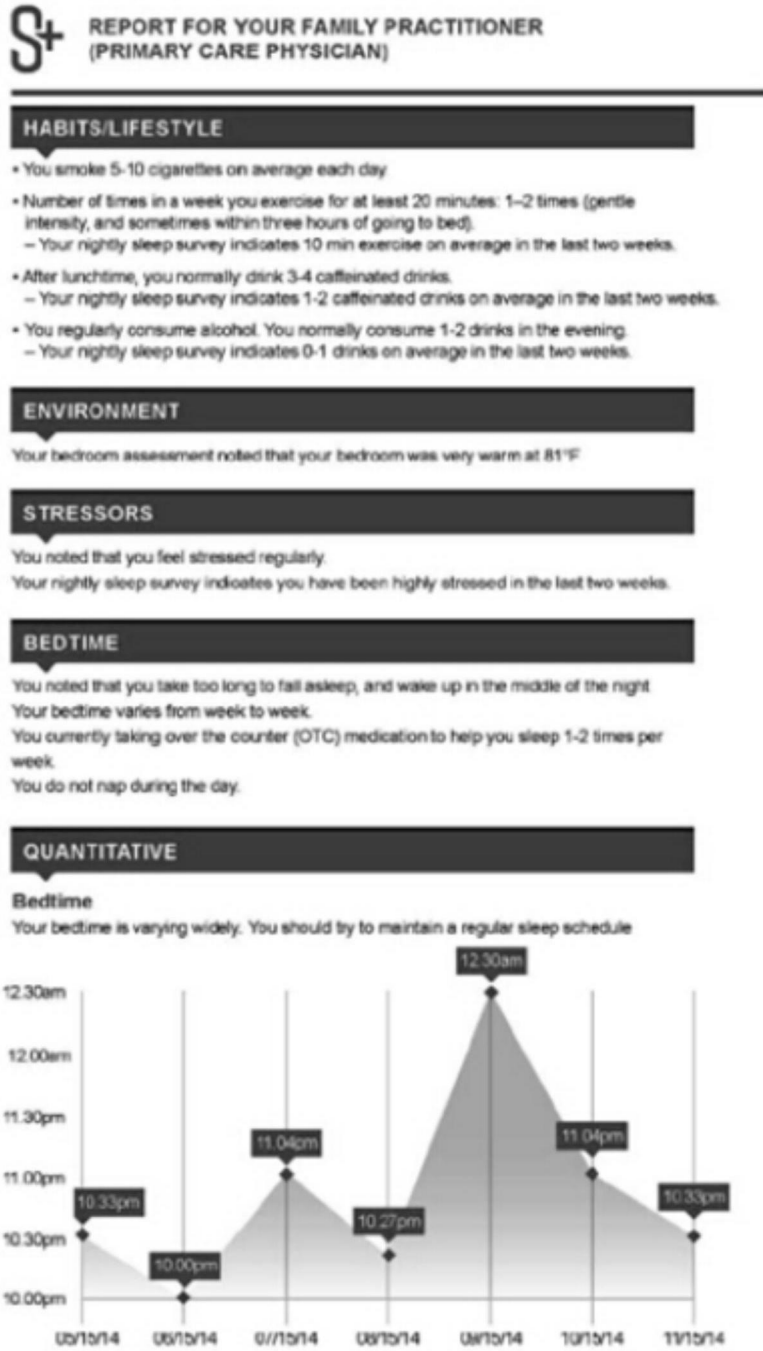 S+
REPORT FOR YOUR FAMILY PRACTITIONER
(PRIMARY CARE PHYSICIAN)
HABITS/LIFESTYLE
• You smoke 5-10 cigarettes on average each day
• Number of times in a week you exercise for at least 20 minutes: 1–2 times (gentle
intensity, and sometimes within three hours of going to bed).
– Your nightly sleep survey indicates 10 min exercise on average in the last two weeks.
• After lunchtime, you normally drink 3-4 caffeinated drinks.
– Your nightly sleep survey indicates 1-2 caffeinated drinks on average in the last two weeks.
• You regularly consume alcohol. You normally consume 1-2 drinks in the evening.
– Your nightly sleep survey indicates 0-1 drinks on average in the last two weeks.
ENVIRONMENT
Your bedroom assessment noted that your bedroom was very warm at 81°F
STRESSORS
You noted that you feel stressed regularly.
Your nightly sleep survey indicates you have been highly stressed in the last two weeks.
BEDTIME
You noted that you take too long to fall asleep, and wake up in the middle of the night
Your bedtime varies from week to week.
You currently taking over the counter (OTC) medication to help you sleep 1-2 times per
week.
You do not nap during the day.
QUANTITATIVE
Bedtime
Your bedtime is varying widely. You should try to maintain a regular sleep schedule
12.30am
12.30am
12.00am
11.30pm
11.04pm
11.04pm
11.00pm
10.33pm
10.33pm
10.27pm
10.30pm
10.00pm
10.00pm
05/15/14 06/15/14 07/15/14 08/15/14 09/15/14 10/15/14 11/15/14